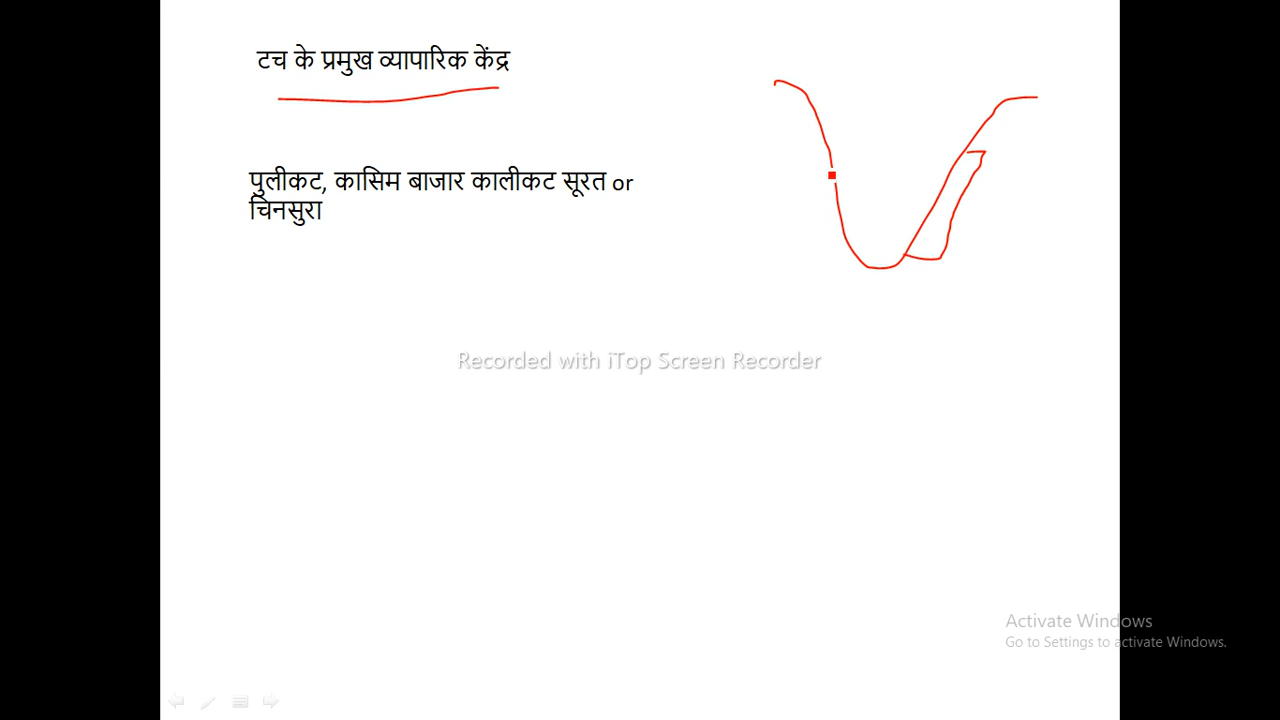 टच के प्रमुख व्यापारिक केंद्र
पुलीकट, कासिम बाजार कालीकट सूरत or
चिनसुरा
Recorded with iTop Screen Recorder
Activate Windows
Go to Settings to activate Windows.